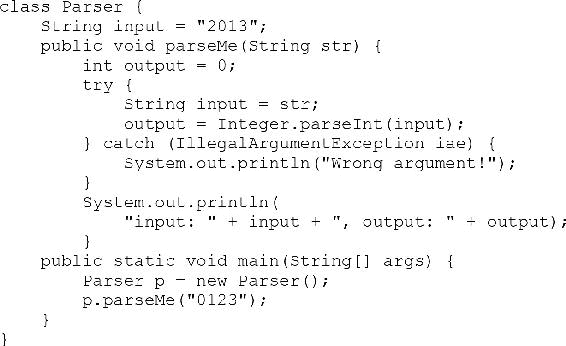 class Parser {
    String input = "2013";
    public void parseMe(String str) {
        int output = 0;
        try {
            String input = str;
            output = Integer.parseInt(input);
        } catch (IllegalArgumentException iae) {
            System.out.println("Wrong argument!");
        }
        System.out.println(
            "input: " + input + ", output: " + output);
        }
    public static void main(String[] args) {
        Parser p = new Parser();
        p.parseMe("0123");
    }
}